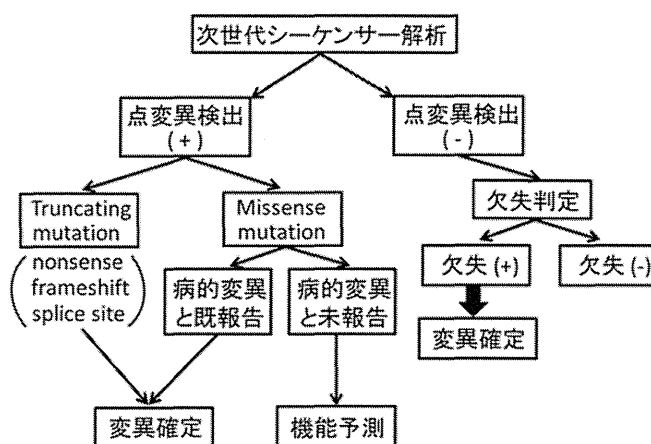 次世代シーケンサー解析
点変異検出
(+)
点変異検出
(-)
Truncating
mutation
Missense
mutation
欠失判定
(nonsense
frameshift
splice site)
病的変異
と既報告
病的変異
と未報告
欠失(+)
欠失(-)
変異確定
変異確定
機能予測